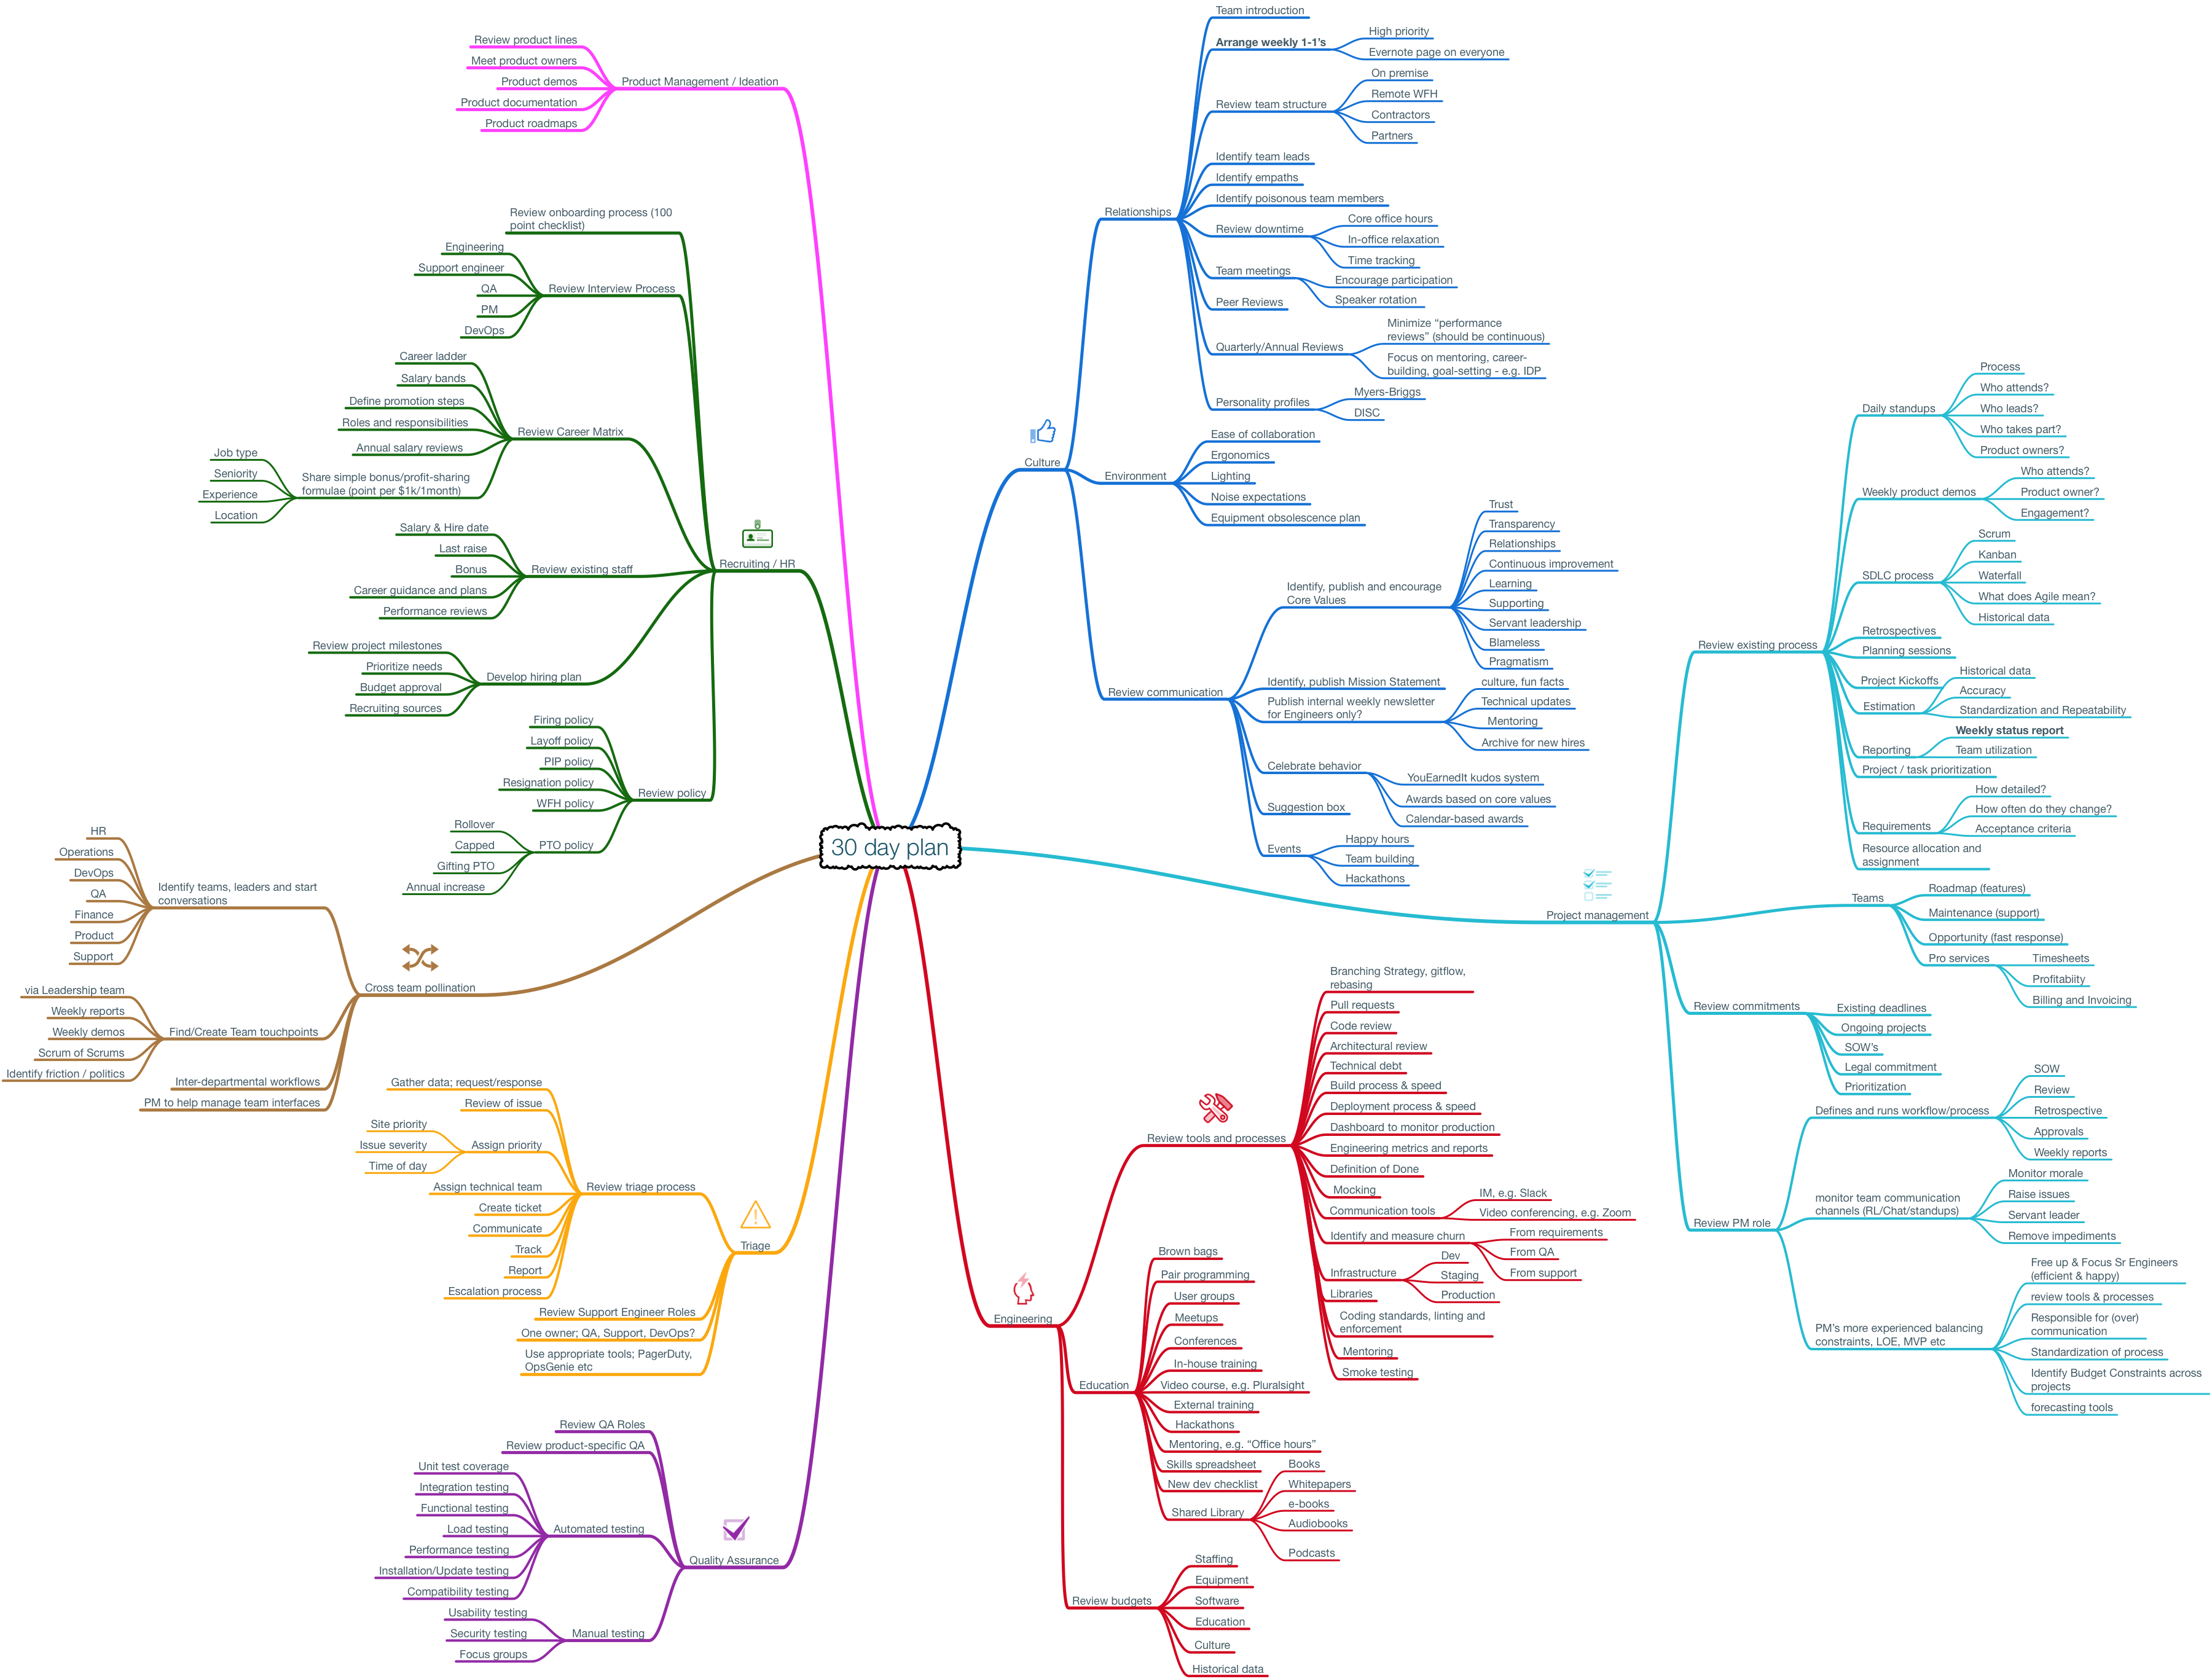 30 day plan
Product Management / Ideation
Review product lines
Meet product owners
Product demos
Product documentation
Product roadmaps
Recruiting / HR
Review onboarding process (100
point checklist)
Review Interview Process
Engineering
Support engineer
QA
PM
DevOps
Review Career Matrix
Career ladder
Salary bands
Define promotion steps
Roles and responsibilities
Annual salary reviews
Share simple bonus/profit-sharing
formulae (point per $1k/1month)
Job type
Seniority
Experience
Location
Review existing staff
Salary & Hire date
Last raise
Bonus
Career guidance and plans
Performance reviews
Develop hiring plan
Review project milestones
Prioritize needs
Budget approval
Recruiting sources
Review policy
Firing policy
Layoff policy
PIP policy
Resignation policy
WFH policy
PTO policy
Rollover
Capped
Gifting PTO
Annual increase
Cross team pollination
Identify teams, leaders and start
conversations
HR
Operations
DevOps
QA
Finance
Product
Support
Find/Create Team touchpoints
via Leadership team
Weekly reports
Weekly demos
Scrum of Scrums
Identify friction / politics
Inter-departmental workflows
PM to help manage team interfaces
Triage
Review triage process
Gather data; request/response
Review of issue
Assign priority
Site priority
Issue severity
Time of day
Assign technical team
Create ticket
Communicate
Track
Report
Escalation process
Review Support Engineer Roles
One owner; QA, Support, DevOps?
Use appropriate tools; PagerDuty,
OpsGenie etc
Quality Assurance
Review QA Roles
Review product-specific QA
Automated testing
Unit test coverage
Integration testing
Functional testing
Load testing
Performance testing
Installation/Update testing
Compatibility testing
Manual testing
Usability testing
Security testing
Focus groups
Culture
Relationships
Team introduction
Arrange weekly 1-1's
High priority
Evernote page on everyone
Review team structure
On premise
Remote WFH
Contractors
Partners
Identify team leads
Identify empaths
Identify poisonous team members
Review downtime
Core office hours
In-office relaxation
Time tracking
Team meetings
Encourage participation
Speaker rotation
Peer Reviews
Quarterly/Annual Reviews
Minimize “performance
reviews” (should be continuous)
Focus on mentoring, career-
building, goal-setting - e.g. IDP
Personality profiles
Myers-Briggs
DISC
Environment
Ease of collaboration
Ergonomics
Lighting
Noise expectations
Equipment obsolescence plan
Review communication
Identify, publish and encourage
Core Values
Trust
Transparency
Relationships
Continuous improvement
Learning
Supporting
Servant leadership
Blameless
Pragmatism
Identify, publish Mission Statement
Publish internal weekly newsletter
for Engineers only?
culture, fun facts
Technical updates
Mentoring
Archive for new hires
Celebrate behavior
YouEarnedIt kudos system
Awards based on core values
Calendar-based awards
Suggestion box
Events
Happy hours
Team building
Hackathons
Project management
Review existing process
Daily standups
Process
Who attends?
Who leads?
Who takes part?
Product owners?
Weekly product demos
Who attends?
Product owner?
Engagement?
SDLC process
Scrum
Kanban
Waterfall
What does Agile mean?
Historical data
Retrospectives
Planning sessions
Project Kickoffs
Estimation
Historical data
Accuracy
Standardization and Repeatability
Reporting
Weekly status report
Team utilization
Project / task prioritization
Requirements
How detailed?
How often do they change?
Acceptance criteria
Resource allocation and
assignment
Teams
Roadmap (features)
Maintenance (support)
Opportunity (fast response)
Pro services
Timesheets
Profitabiity
Billing and Invoicing
Review commitments
Existing deadlines
Ongoing projects
SOW's
Legal commitment
Prioritization
Review PM role
Defines and runs workflow/process
SOW
Review
Retrospective
Approvals
Weekly reports
monitor team communication
channels (RL/Chat/standups)
Monitor morale
Raise issues
Servant leader
Remove impediments
PM's more experienced balancing
constraints, LOE, MVP etc
Free up & Focus Sr Engineers
(efficient & happy)
review tools & processes
Responsible for (over)
communication
Standardization of process
Identify Budget Constraints across
projects
forecasting tools
Engineering
Review tools and processes
Branching Strategy, gitflow,
rebasing
Pull requests
Code review
Architectural review
Technical debt
Build process & speed
Deployment process & speed
Dashboard to monitor production
Engineering metrics and reports
Definition of Done
Mocking
Communication tools
IM, e.g. Slack
Video conferencing, e.g. Zoom
Identify and measure churn
From requirements
From QA
From support
Infrastructure
Dev
Staging
Production
Libraries
Coding standards, linting and
enforcement
Mentoring
Smoke testing
Education
Brown bags
Pair programming
User groups
Meetups
Conferences
In-house training
Video course, e.g. Pluralsight
External training
Hackathons
Mentoring, e.g. “Office hours”
Skills spreadsheet
New dev checklist
Shared Library
Books
Whitepapers
e-books
Audiobooks
Podcasts
Review budgets
Staffing
Equipment
Software
Education
Culture
Historical data